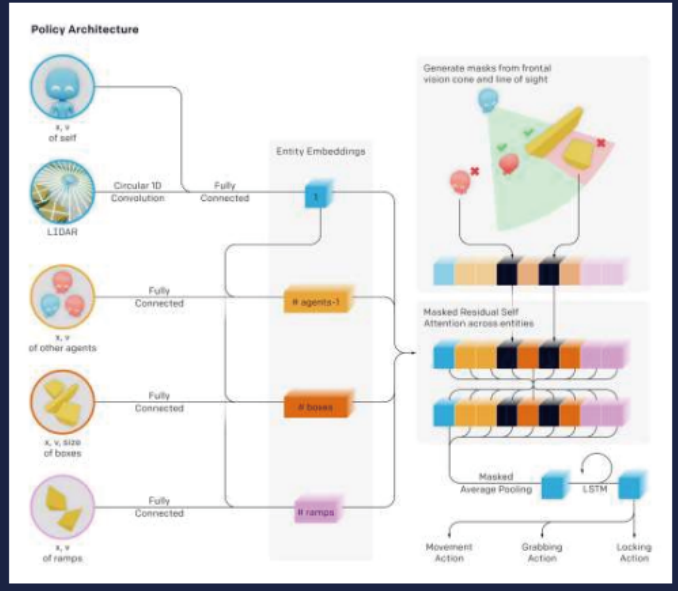 Policy Architecture
x, v
of self
LIDAR
Circular 1D
Convolution
Fully
Connected
x, v
of other agents
Fully
Connected
x, v, size
of boxes
Fully
Connected
x, v
of ramps
Fully
Connected
Entity Embeddings
1
# agents-1
# boxes
# ramps
Generate masks from frontal
vision cone and line of sight
Masked Residual Self
Attention across entities
Masked
Average Pooling
LSTM
Movement
Action
Grabbing
Action
Locking
Action